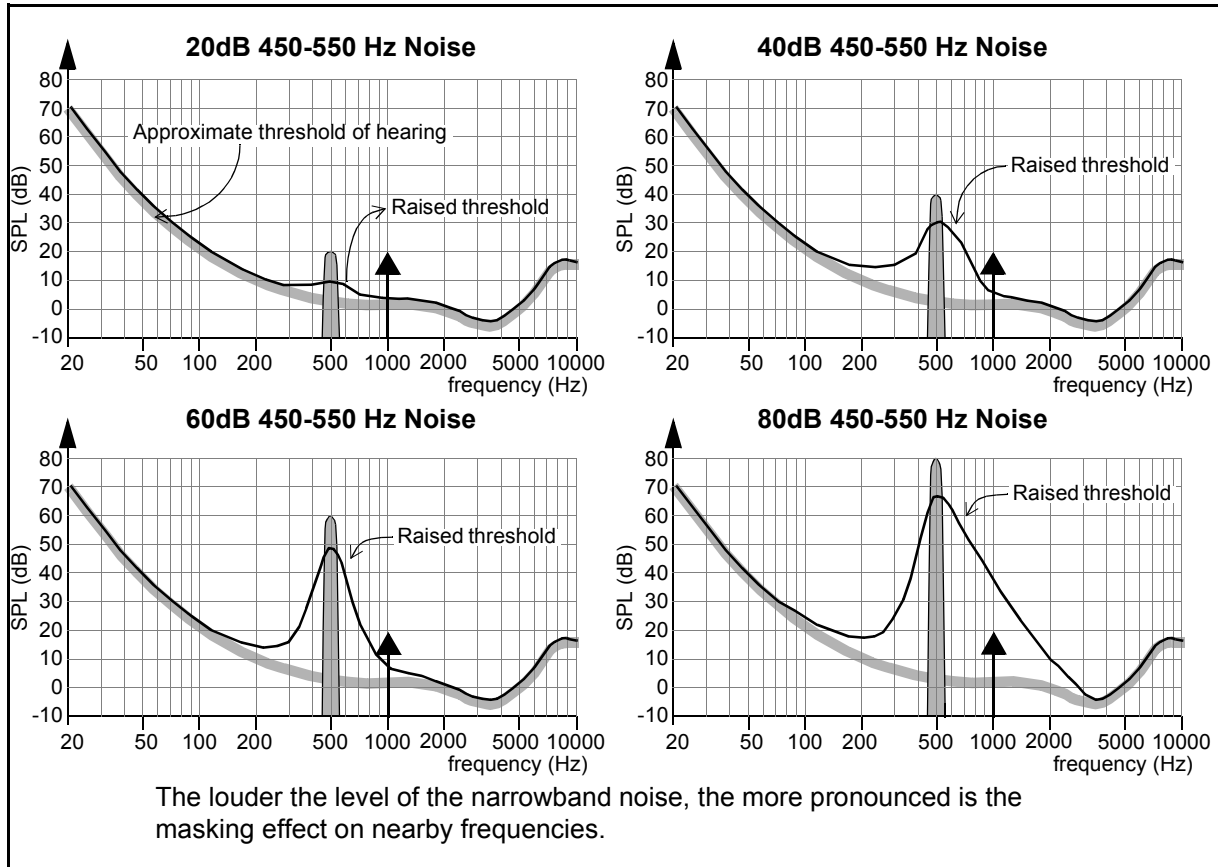 20dB 450-550 Hz Noise
80
70
60
50
40
30
20
10
0
-10
SPL (dB)
Approximate threshold of hearing
Raised threshold
20 50 100 200 500 1000 2000 5000 10000
frequency (Hz)
40dB 450-550 Hz Noise
80
70
60
50
40
30
20
10
0
-10
SPL (dB)
Raised threshold
20 50 100 200 500 1000 2000 5000 10000
frequency (Hz)
60dB 450-550 Hz Noise
80
70
60
50
40
30
20
10
0
-10
SPL (dB)
Raised threshold
20 50 100 200 500 1000 2000 5000 10000
frequency (Hz)
80dB 450-550 Hz Noise
80
70
60
50
40
30
20
10
0
-10
SPL (dB)
Raised threshold
20 50 100 200 500 1000 2000 5000 10000
frequency (Hz)
The louder the level of the narrowband noise, the more pronounced is the
masking effect on nearby frequencies.